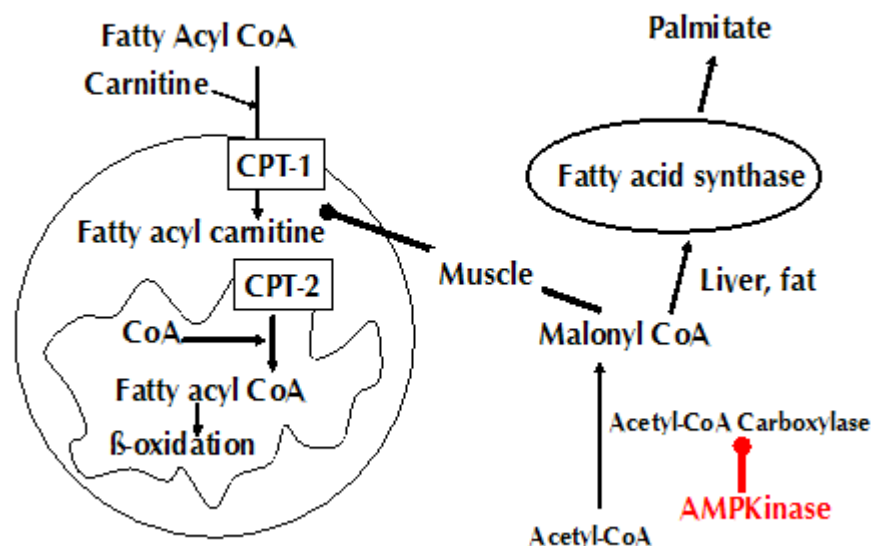 Fatty Acyl CoA
Carnitine
CPT-1
Fatty acyl carnitine
CPT-2
CoA
Fatty acyl CoA
ß-oxidation
Palmitate
Fatty acid synthase
Muscle
Liver, fat
Malonyl CoA
Acetyl-CoA Carboxylase
AMPKinase
Acetyl-CoA